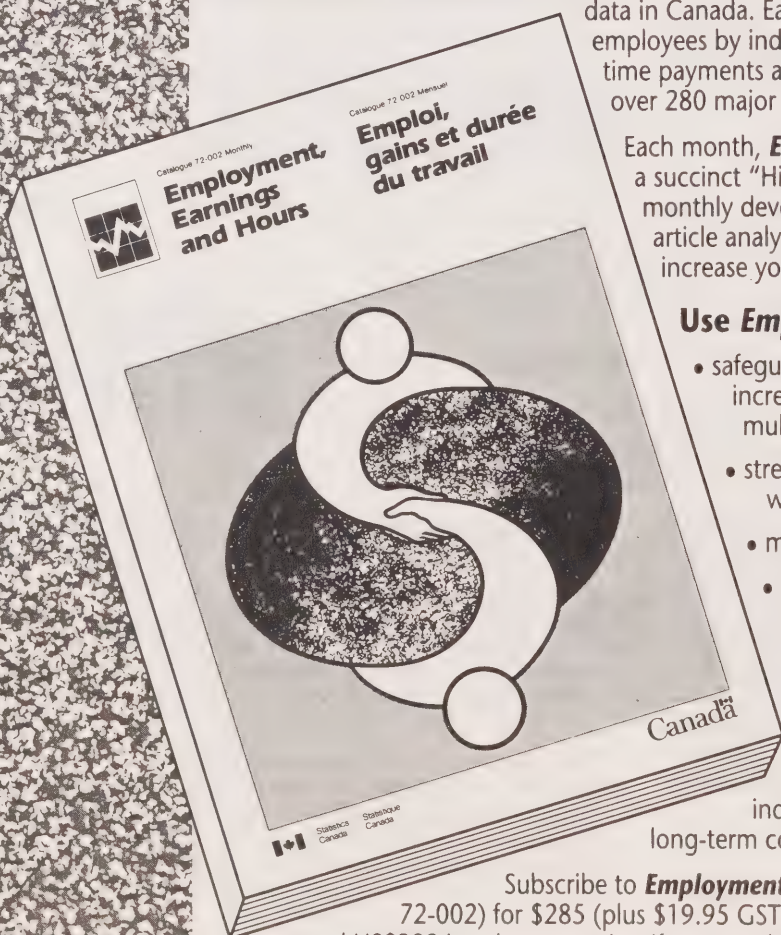 data in Canada. Ea
employees by ind
time payments a
over 280 major
Each month, E
a succinct "Hi
monthly deve
article analy
increase yo
Use Em
• safegu
incre
mul
• stre
w
• m
•
inc
long-term co
Subscribe to Employment
72-002) for $285 (plus $19.95 GST
Catalogue 72-002 Monthly
Employment,
Earnings
and Hours
Catalogue 72 002 Mensuel
Emploi,
gains et durée
du travail
Canada
Statistics
Canada
Statistique
Canada